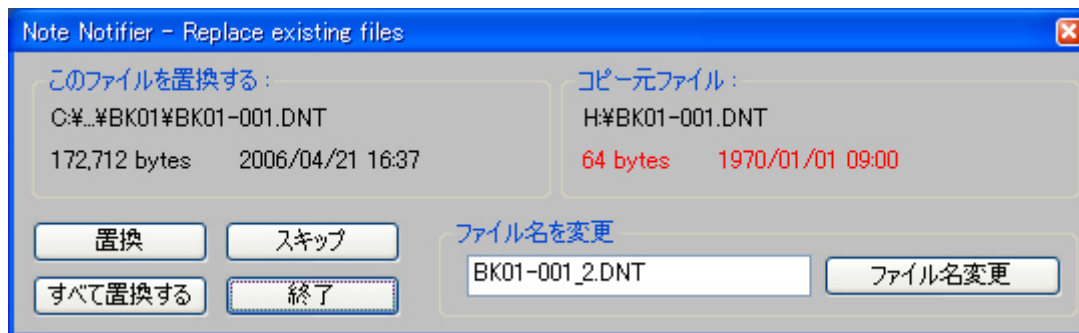 Note Notifier - Replace existing files
このファイルを置換する：
C:¥...¥BK01¥BK01-001.DNT
172,712 bytes 2006/04/21 16:37
コピー元ファイル：
H:¥BK01-001.DNT
64 bytes 1970/01/01 09:00
置換 スキップ
すべて置換する 終了
ファイル名を変更
BK01-001_2.DNT ファイル名変更